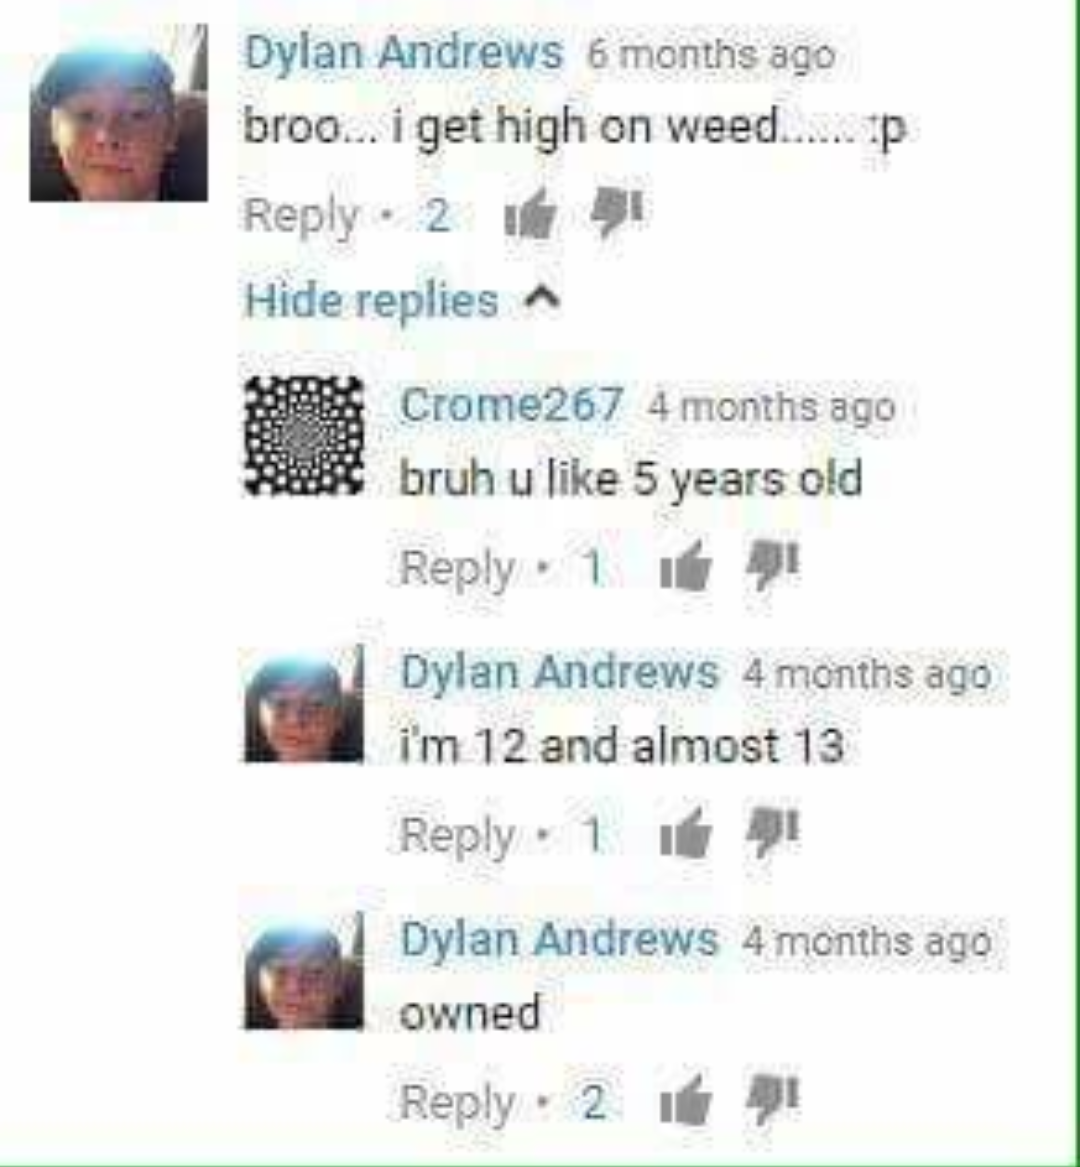 Dylan Andrews 6 months ago
broo... i get high on weed...... :p
Reply · 2
Hide replies
Crome267 4 months ago
bruh u like 5 years old
Reply · 1
Dylan Andrews 4 months ago
i'm 12 and almost 13
Reply · 1
Dylan Andrews 4 months ago
owned
Reply · 2